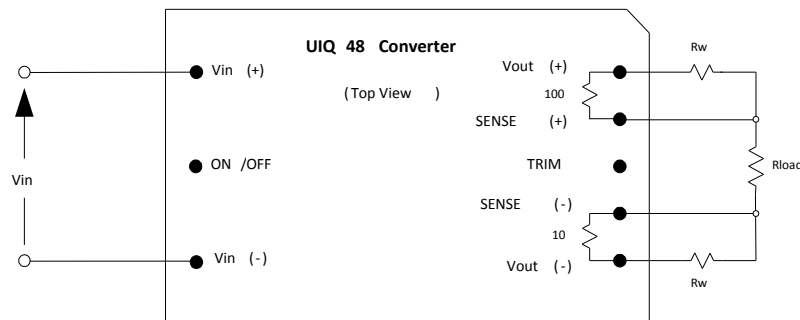 UIQ 48 Converter
(Top View )
Vin (+)
ON /OFF
Vin (-)
Vin
Vout (+)
100
SENSE (+)
TRIM
SENSE (-)
10
Vout (-)
Rw
Rload
Rw